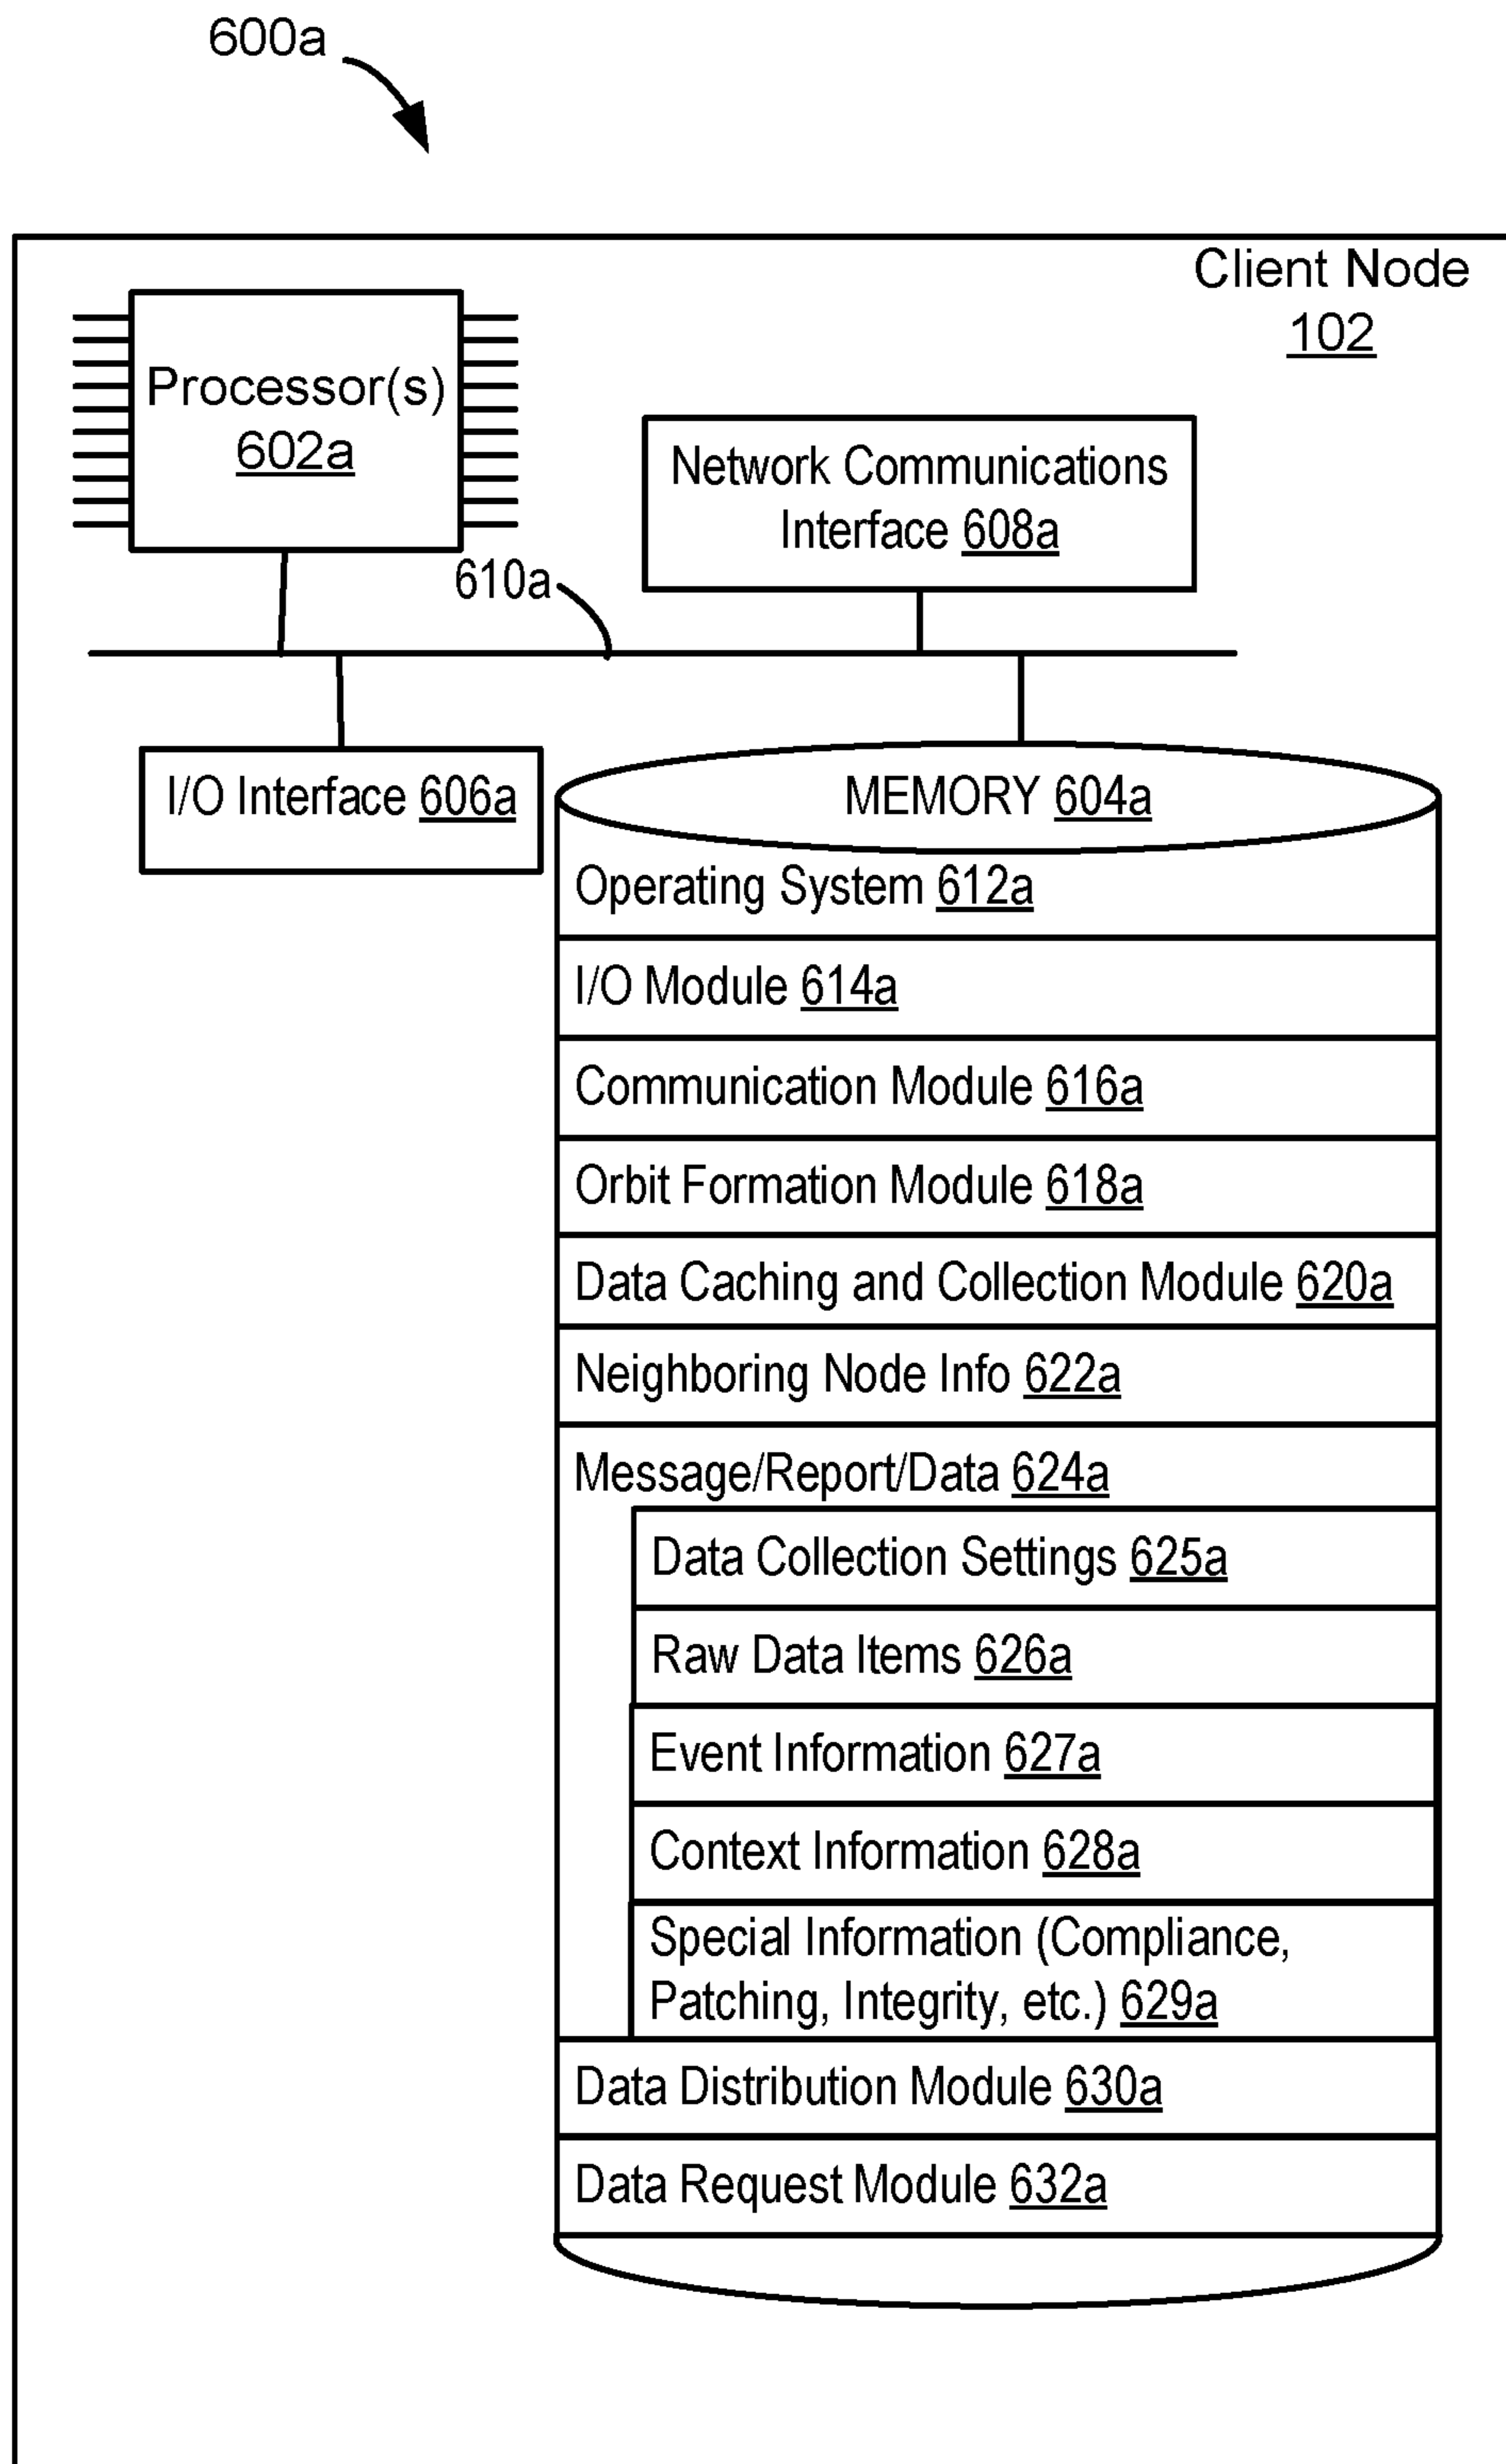 600a
Client Node
102
Processor(s)
602a
Network Communications
Interface 608a
610a
I/O Interface 606a
MEMORY 604a
Operating System 612a
I/O Module 614a
Communication Module 616a
Orbit Formation Module 618a
Data Caching and Collection Module 620a
Neighboring Node Info 622a
Message/Report/Data 624a
Data Collection Settings 625a
Raw Data Items 626a
Event Information 627a
Context Information 628a
Special Information (Compliance,
Patching, Integrity, etc.) 629a
Data Distribution Module 630a
Data Request Module 632a